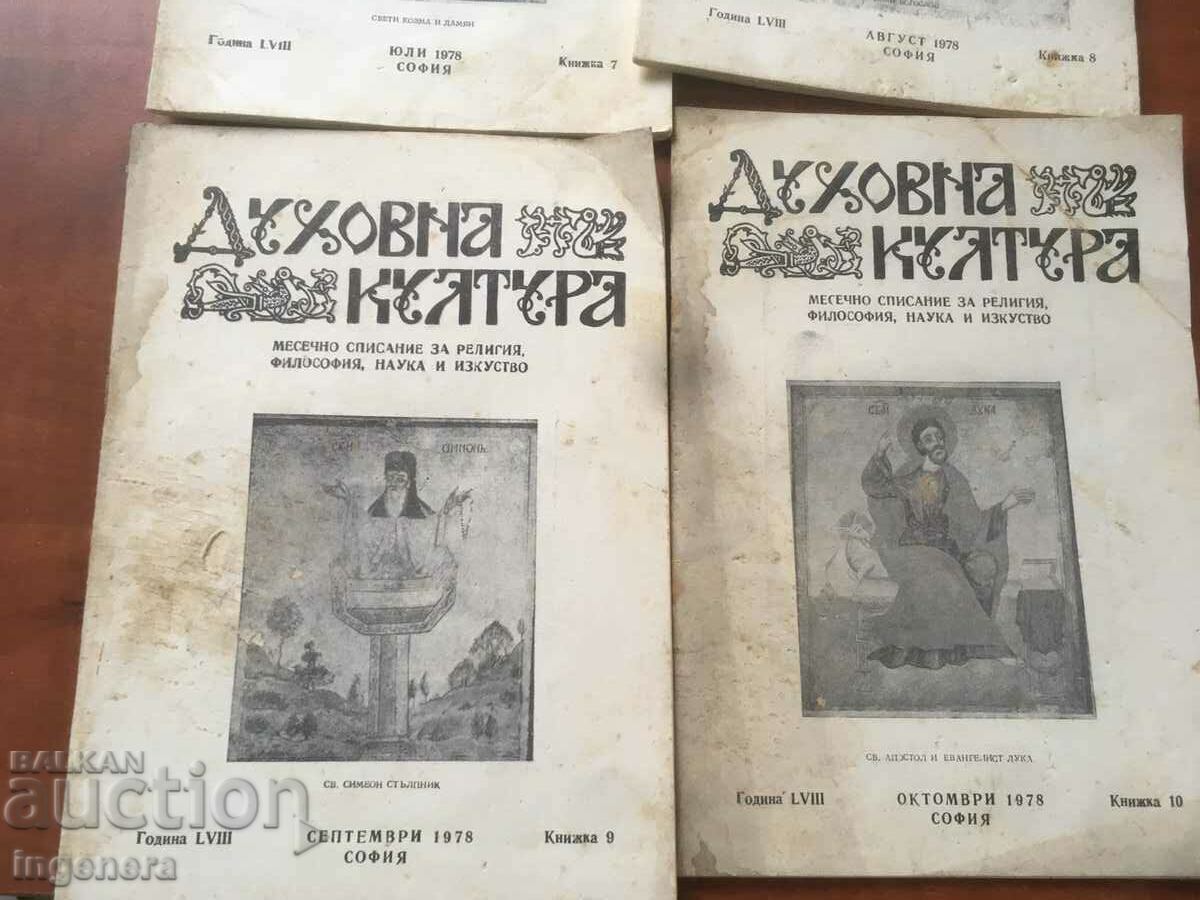 СВЕТИ КОЗМА И ДАМЯН
Година LVIII
ЮЛИ 1978
СОФИЯ
Книжка 7
Година LVIII
АВГУСТ 1978
СОФИЯ
Книжка 8
ДУХОВНА
КУЛТУРА
МЕСЕЧНО СПИСАНИЕ ЗА РЕЛИГИЯ,
ФИЛОСОФИЯ, НАУКА И ИЗКУСТВО
СВ. СИМЕОН СТЪЛПНИК
Година LVIII
СЕПТЕМВРИ 1978
СОФИЯ
Книжка 9
ДУХОВНА
КУЛТУРА
МЕСЕЧНО СПИСАНИЕ ЗА РЕЛИГИЯ,
ФИЛОСОФИЯ, НАУКА И ИЗКУСТВО
ЛУКА
СВ. АПОСТОЛ И ЕВАНГЕЛИСТ ЛУКА
Година LVIII
ОКТОМВРИ 1978
СОФИЯ
Книжка 10
BALKAN
auction
ingenera